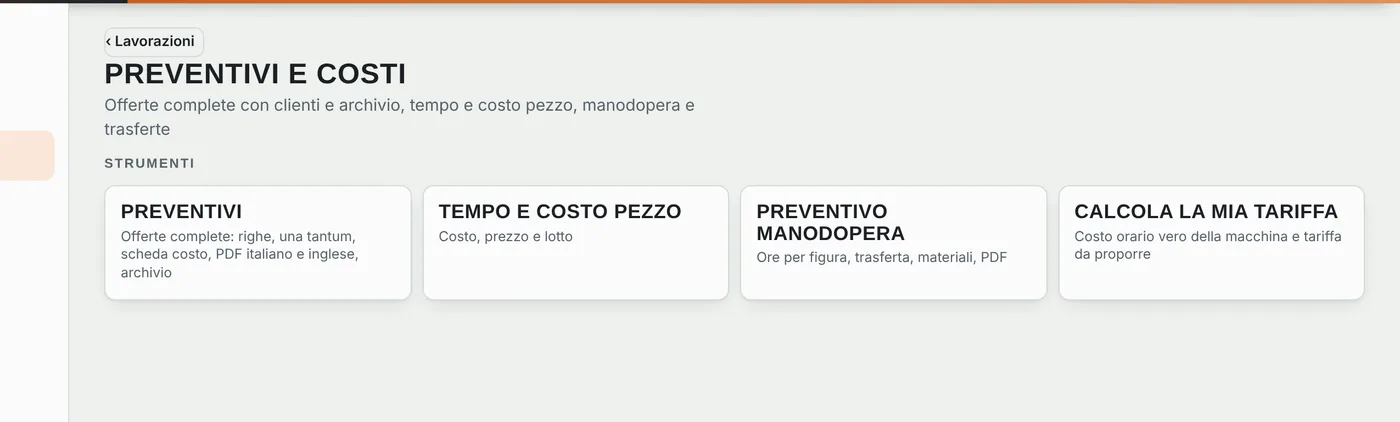 ‹ Lavorazioni
PREVENTIVI E COSTI
Offerte complete con clienti e archivio, tempo e costo pezzo, manodopera e
trasferte
STRUMENTI
PREVENTIVI
Offerte complete: righe, una tantum,
scheda costo, PDF italiano e inglese,
archivio
TEMPO E COSTO PEZZO
Costo, prezzo e lotto
PREVENTIVO
MANODOPERA
Ore per figura, trasferta, materiali, PDF
CALCOLA LA MIA TARIFFA
Costo orario vero della macchina e tariffa
da proporre